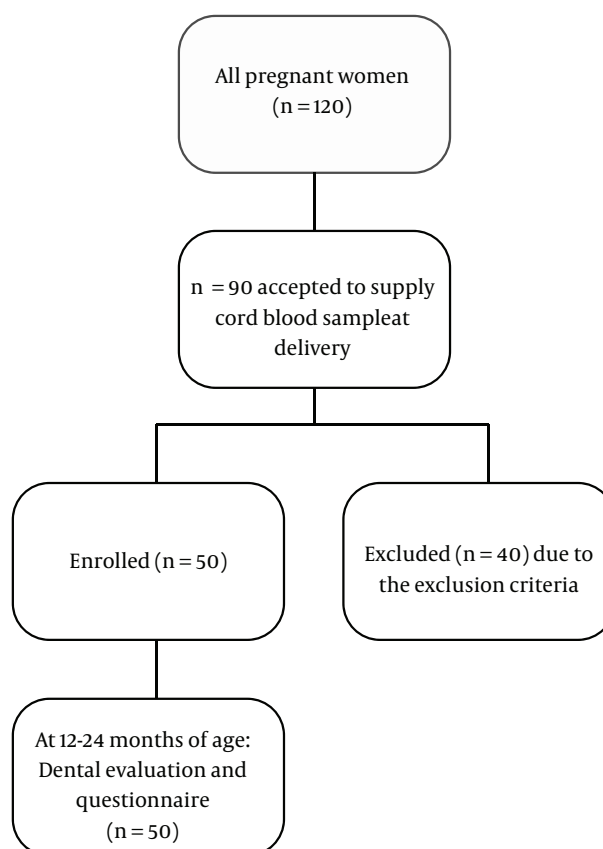 All pregnant women
(n = 120)
n = 90 accepted to supply
cord blood sampleat
delivery
Enrolled (n = 50)
Excluded (n = 40) due to
the exclusion criteria
At 12-24 months of age:
Dental evaluation and
questionnaire
(n = 50)